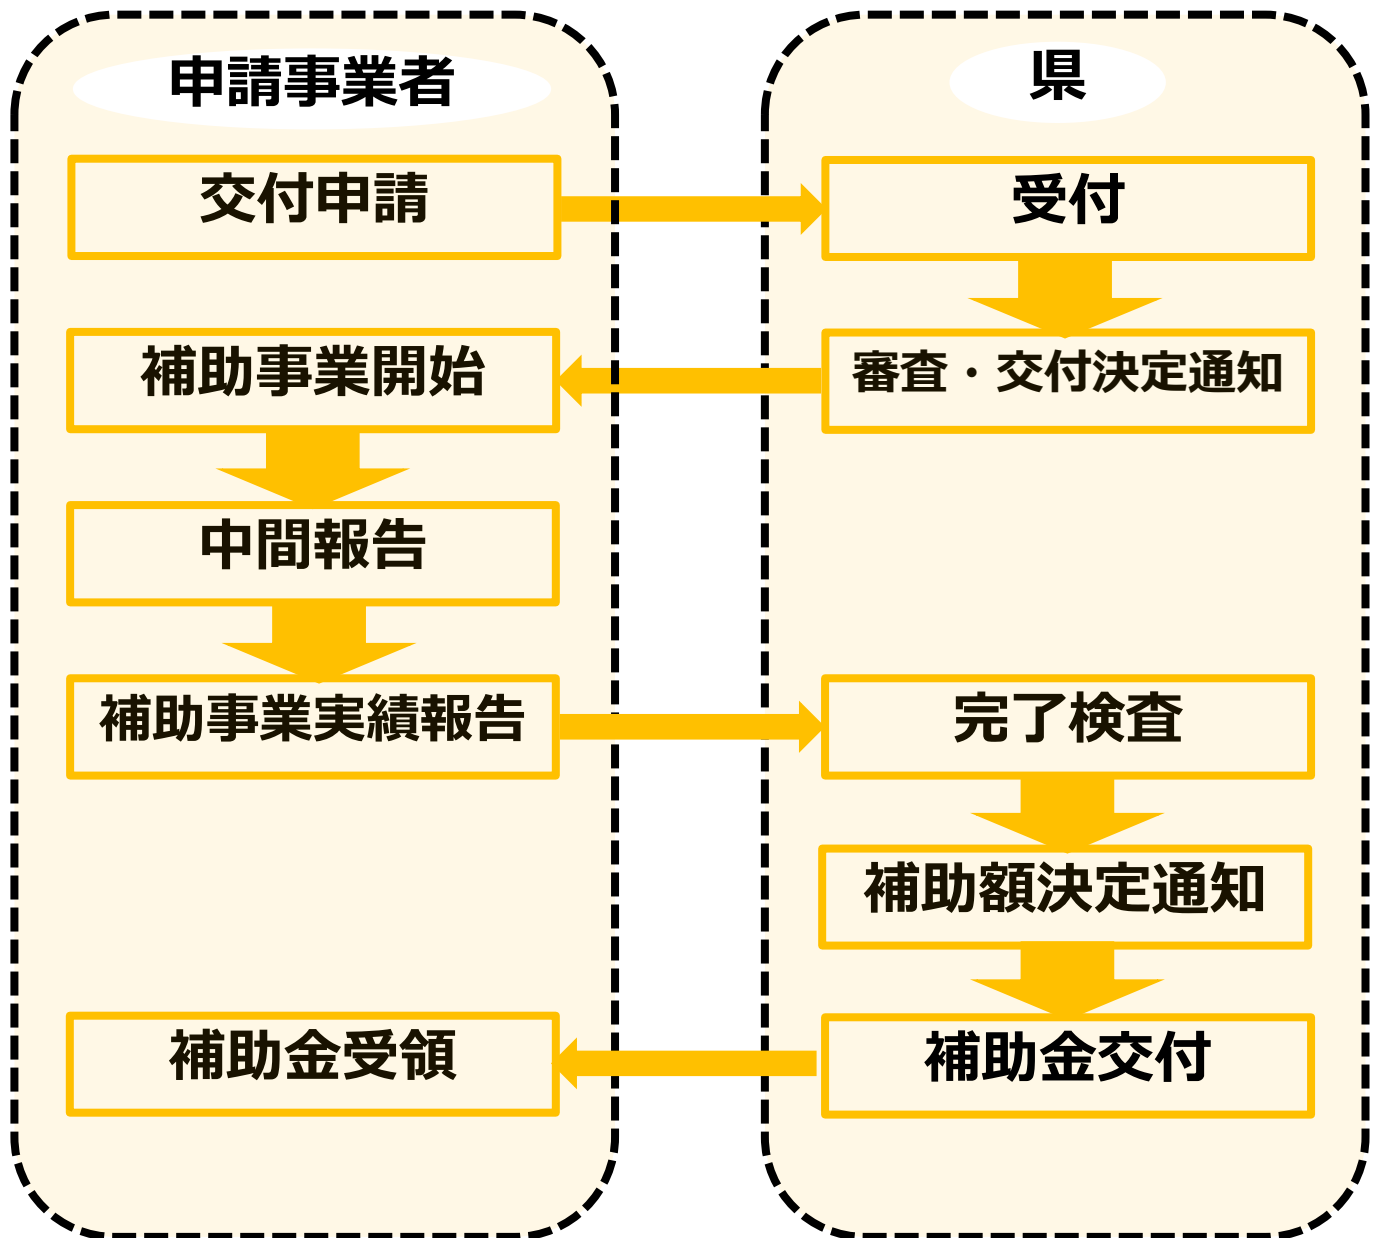 申請事業者
県
交付申請
受付
補助事業開始
審査・交付決定通知
中間報告
補助事業実績報告
完了検査
補助額決定通知
補助金受領
補助金交付